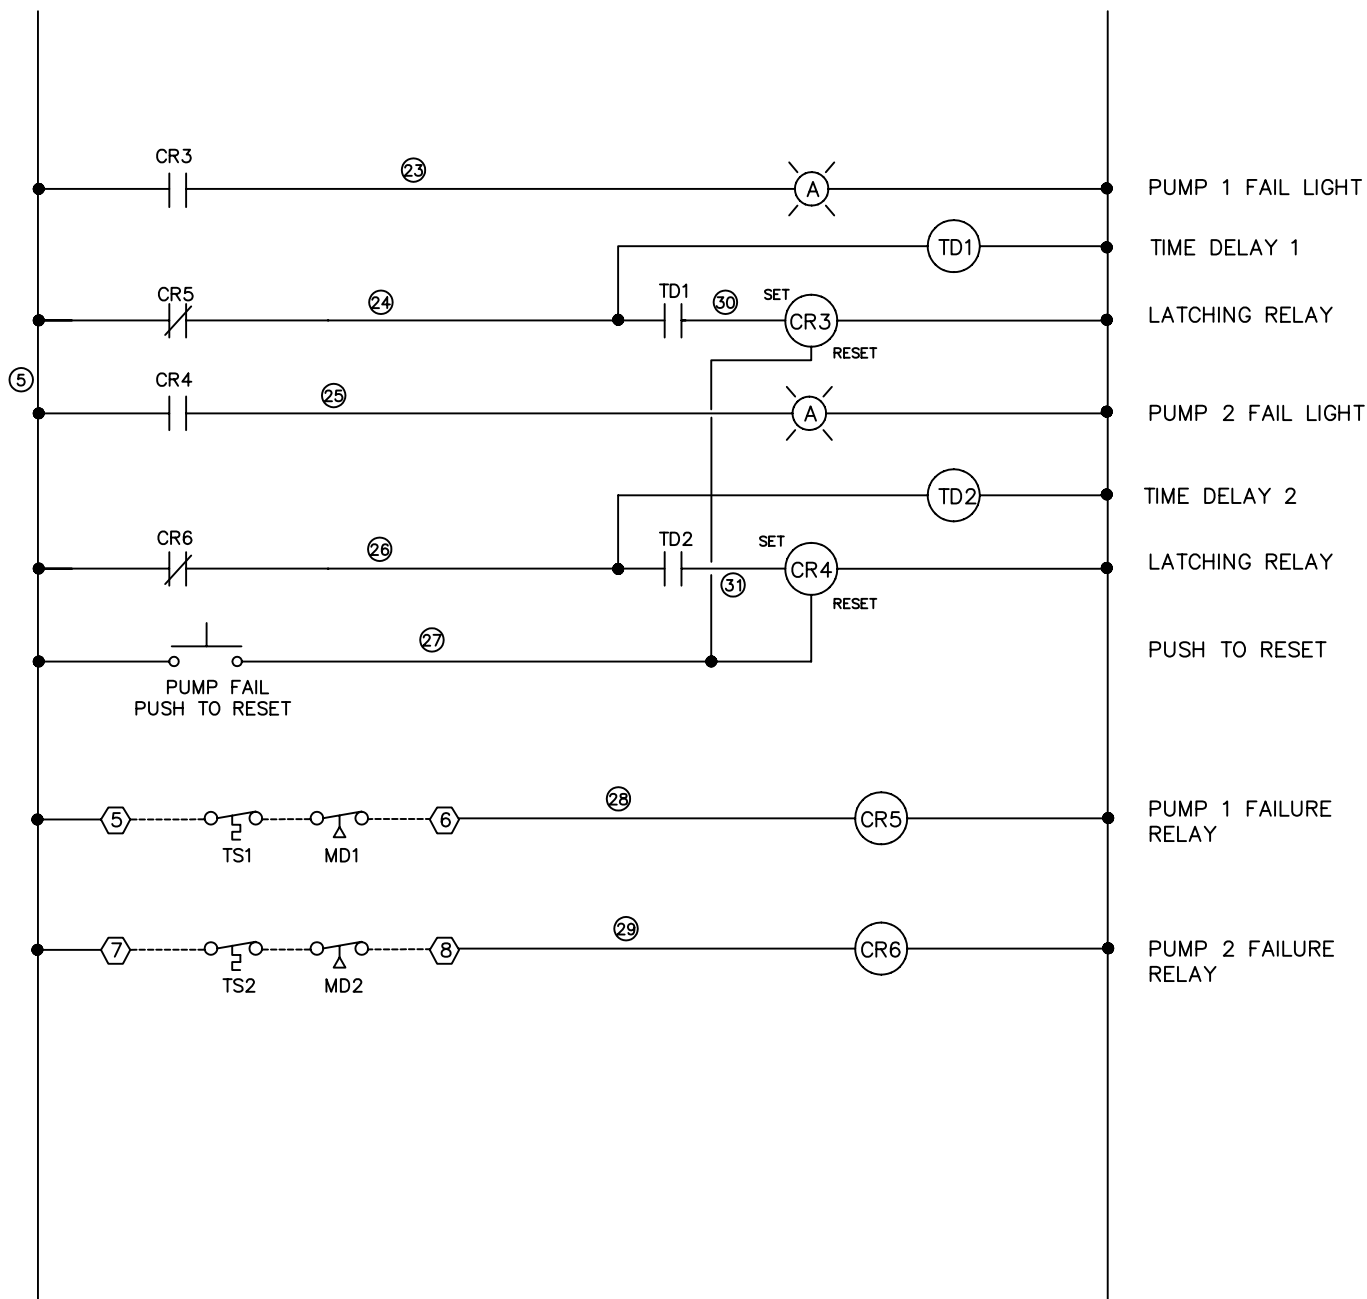 CR3
23
A
PUMP 1 FAIL LIGHT
TD1
TIME DELAY 1
CR5
24
TD1
30
SET
CR3
RESET
LATCHING RELAY
5
CR4
25
A
PUMP 2 FAIL LIGHT
TD2
TIME DELAY 2
CR6
26
TD2
31
SET
CR4
RESET
LATCHING RELAY
27
PUMP FAIL
PUSH TO RESET
PUSH TO RESET
5
TS1
MD1
6
28
CR5
PUMP 1 FAILURE
RELAY
7
TS2
MD2
8
29
CR6
PUMP 2 FAILURE
RELAY